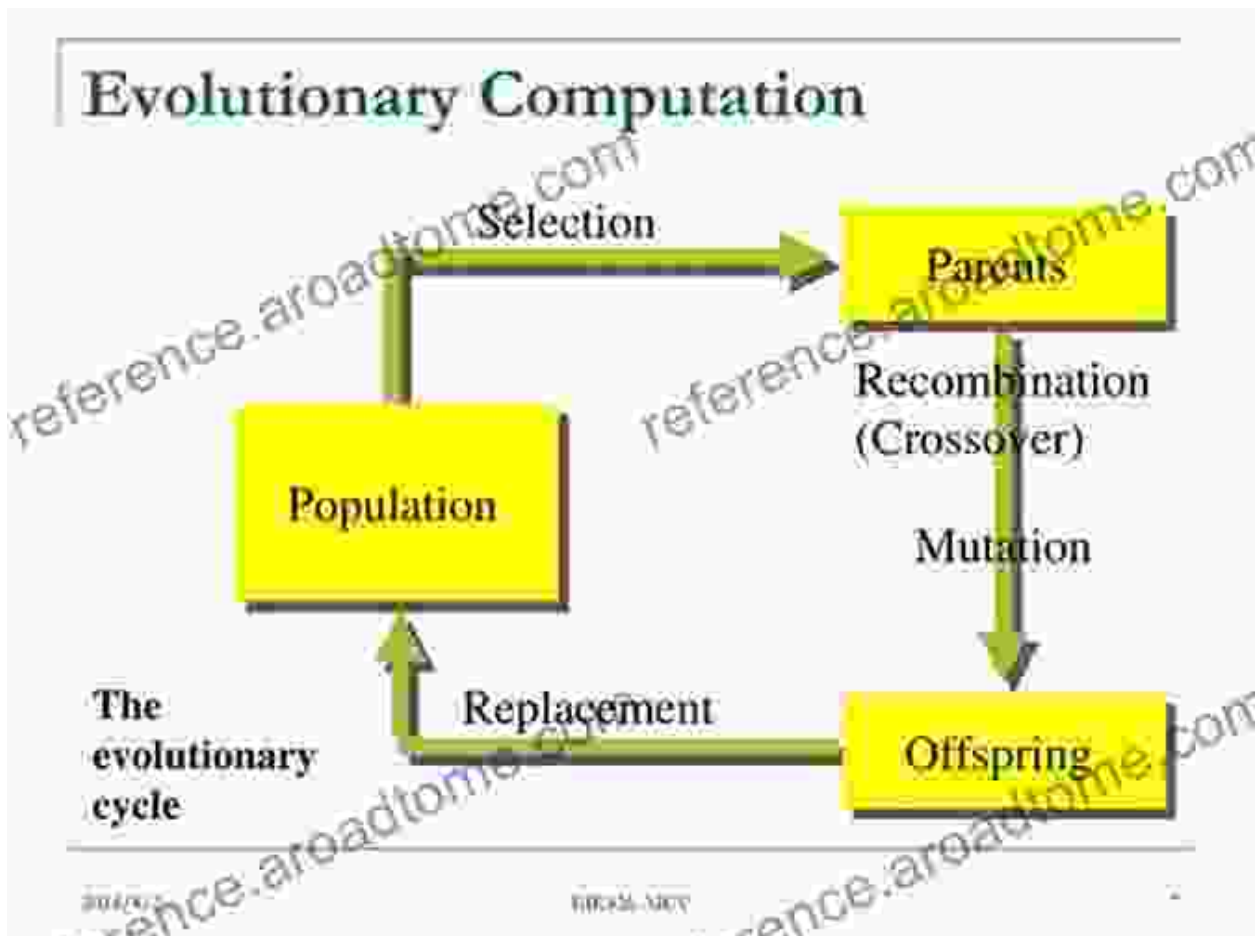 Evolutionary Computation
Selection
Parents
Recombination
(Crossover)
Population
Mutation
Replacement
Offspring
The
evolutionary
cycle
reference.aroadtome.com
reference.aroadtome.com
reference.aroadtome.com
reference.aroadtome.com